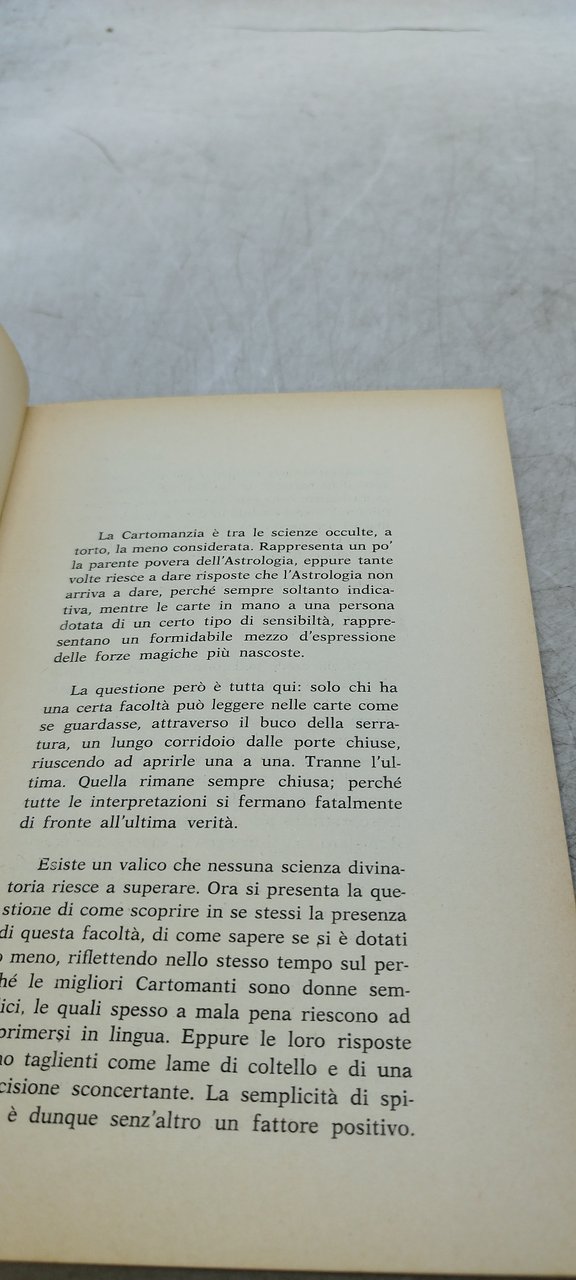 La Cartomanzia è tra le scienze occulte, a
torto, la meno considerata. Rappresenta un po'
la parente povera dell'Astrologia, eppure tante
volte riesce a dare risposte che l'Astrologia non
arriva a dare, perché sempre soltanto indica-
tiva, mentre le carte in mano a una persona
dotata di un certo tipo di sensibiltà, rappre-
sentano un formidabile mezzo d'espressione
delle forze magiche più nascoste.
La questione però è tutta qui: solo chi ha
una certa facoltà può leggere nelle carte come
se guardasse, attraverso il buco della serra-
tura, un lungo corridoio dalle porte chiuse,
riuscendo ad aprirle una a una. Tranne l'ul-
tima. Quella rimane sempre chiusa; perché
tutte le interpretazioni si fermano fatalmente
di fronte all'ultima verità.
Esiste un valico che nessuna scienza divina-
toria riesce a superare. Ora si presenta la que-
stione di come scoprire in se stessi la presenza
di questa facoltà, di come sapere se si è dotati
o meno, riflettendo nello stesso tempo sul per-
ché le migliori Cartomanti sono donne sem-
ici, le quali spesso a mala pena riescono ad
primersi in lingua. Eppure le loro risposte
no taglienti come lame di coltello e di una
cisione sconcertante. La semplicità di spi-
è dunque senz'altro un fattore positivo.